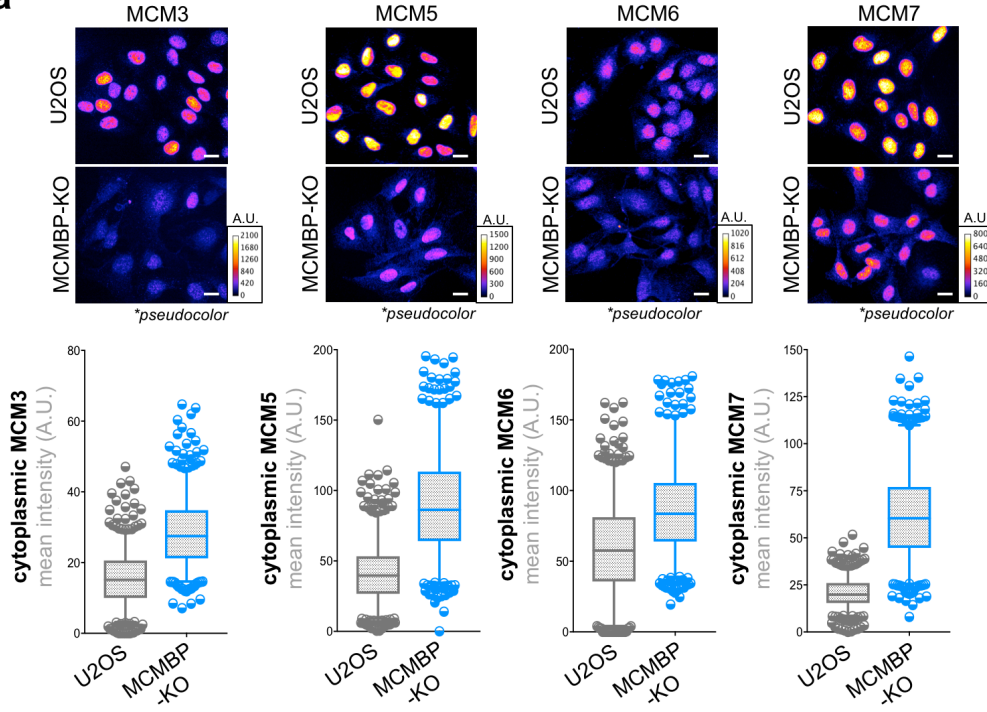 a
MCM3 MCM5 MCM6 MCM7
U2OS U2OS U2OS U2OS
MCMBP-KO MCMBP-KO MCMBP-KO MCMBP-KO
A.U. A.U. A.U. A.U.
2100 1500 1020 800
1680 1200 816 640
1260 900 612 480
840 600 408 320
420 300 204 160
0 0 0 0
*pseudocolor *pseudocolor *pseudocolor *pseudocolor
cytoplasmic MCM3
mean intensity (A.U.)
80
60
40
20
0
U2OS MCMBP
-KO
cytoplasmic MCM5
mean intensity (A.U.)
200
150
100
50
0
U2OS MCMBP
-KO
cytoplasmic MCM6
mean intensity (A.U.)
200
150
100
50
0
U2OS MCMBP
-KO
cytoplasmic MCM7
mean intensity (A.U.)
150
125
100
75
50
25
0
U2OS MCMBP
-KO